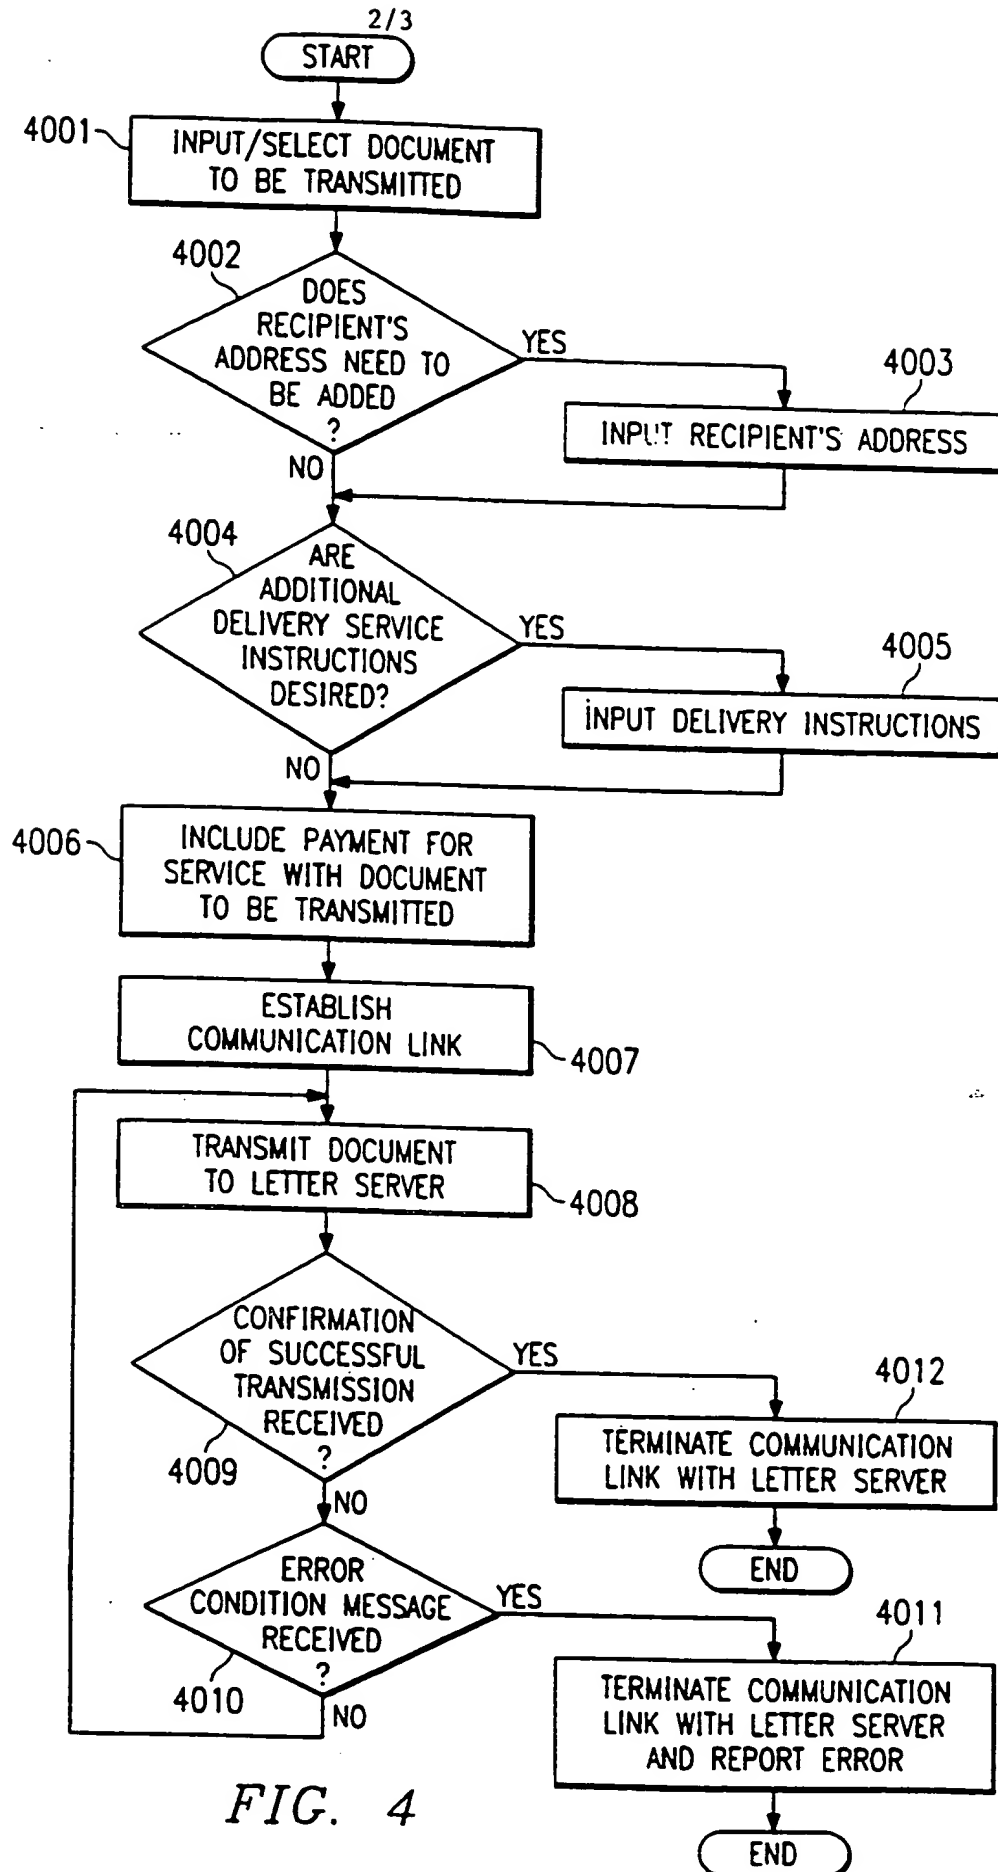 2/3
START
4001
INPUT/SELECT DOCUMENT
TO BE TRANSMITTED
4002
DOES
RECIPIENT'S
ADDRESS NEED TO
BE ADDED
?
YES
NO
4003
INPUT RECIPIENT'S ADDRESS
4004
ARE
ADDITIONAL
DELIVERY SERVICE
INSTRUCTIONS
DESIRED?
YES
NO
4005
INPUT DELIVERY INSTRUCTIONS
4006
INCLUDE PAYMENT FOR
SERVICE WITH DOCUMENT
TO BE TRANSMITTED
ESTABLISH
COMMUNICATION LINK
4007
TRANSMIT DOCUMENT
TO LETTER SERVER
4008
CONFIRMATION
OF SUCCESSFUL
TRANSMISSION
RECEIVED
?
4009
YES
NO
4012
TERMINATE COMMUNICATION
LINK WITH LETTER SERVER
END
ERROR
CONDITION MESSAGE
RECEIVED
?
4010
YES
NO
4011
TERMINATE COMMUNICATION
LINK WITH LETTER SERVER
AND REPORT ERROR
END
FIG. 4